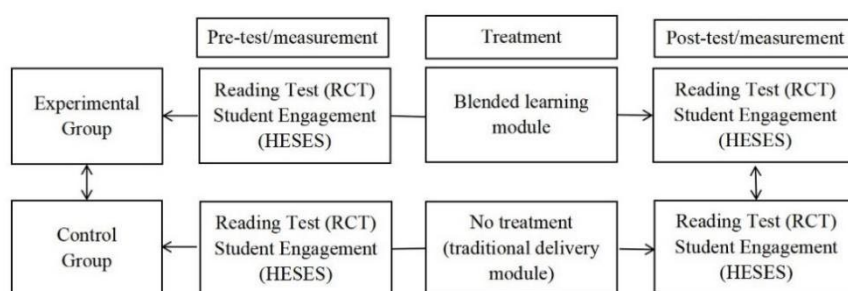 Pre-test/measurement
Treatment
Post-test/measurement
Experimental
Group
Reading Test (RCT)
Student Engagement
(HESES)
Blended learning
module
Reading Test (RCT)
Student Engagement
(HESES)
Control
Group
Reading Test (RCT)
Student Engagement
(HESES)
No treatment
(traditional delivery
module)
Reading Test (RCT)
Student Engagement
(HESES)